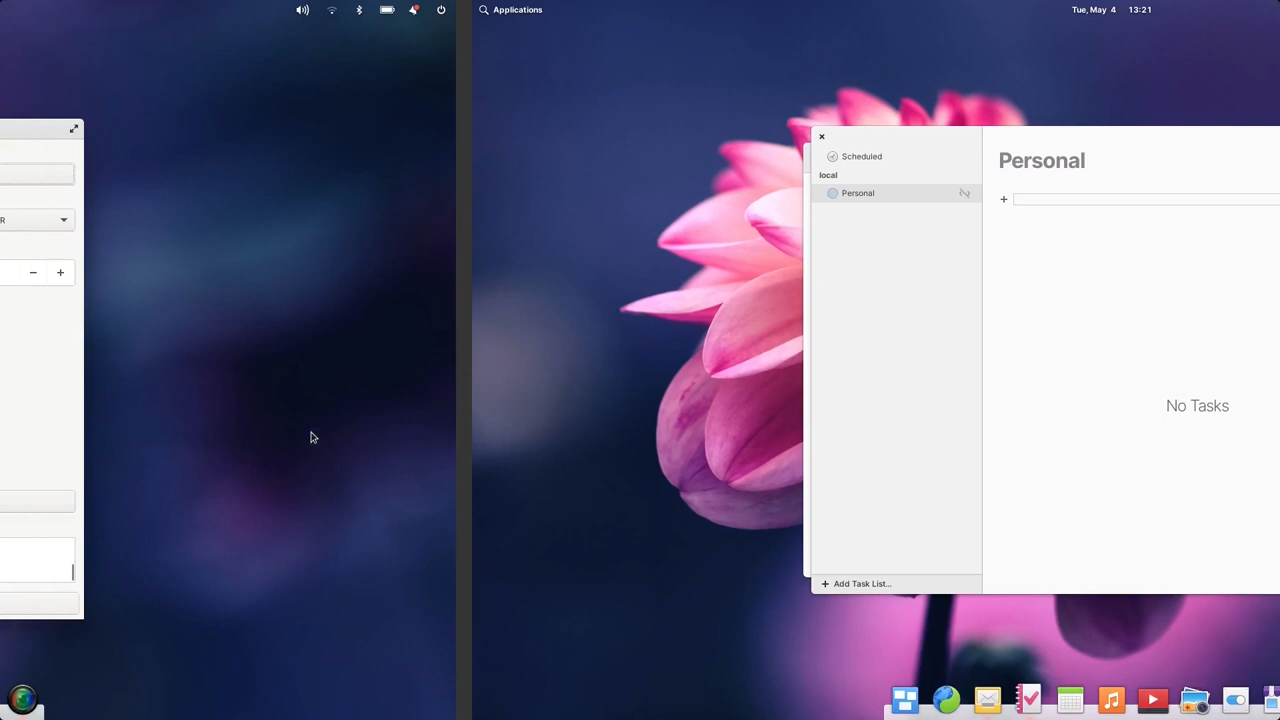 R
Applications
Tue, May 4 13:21
Scheduled
local
Personal
Add Task List...
Personal
No Tasks